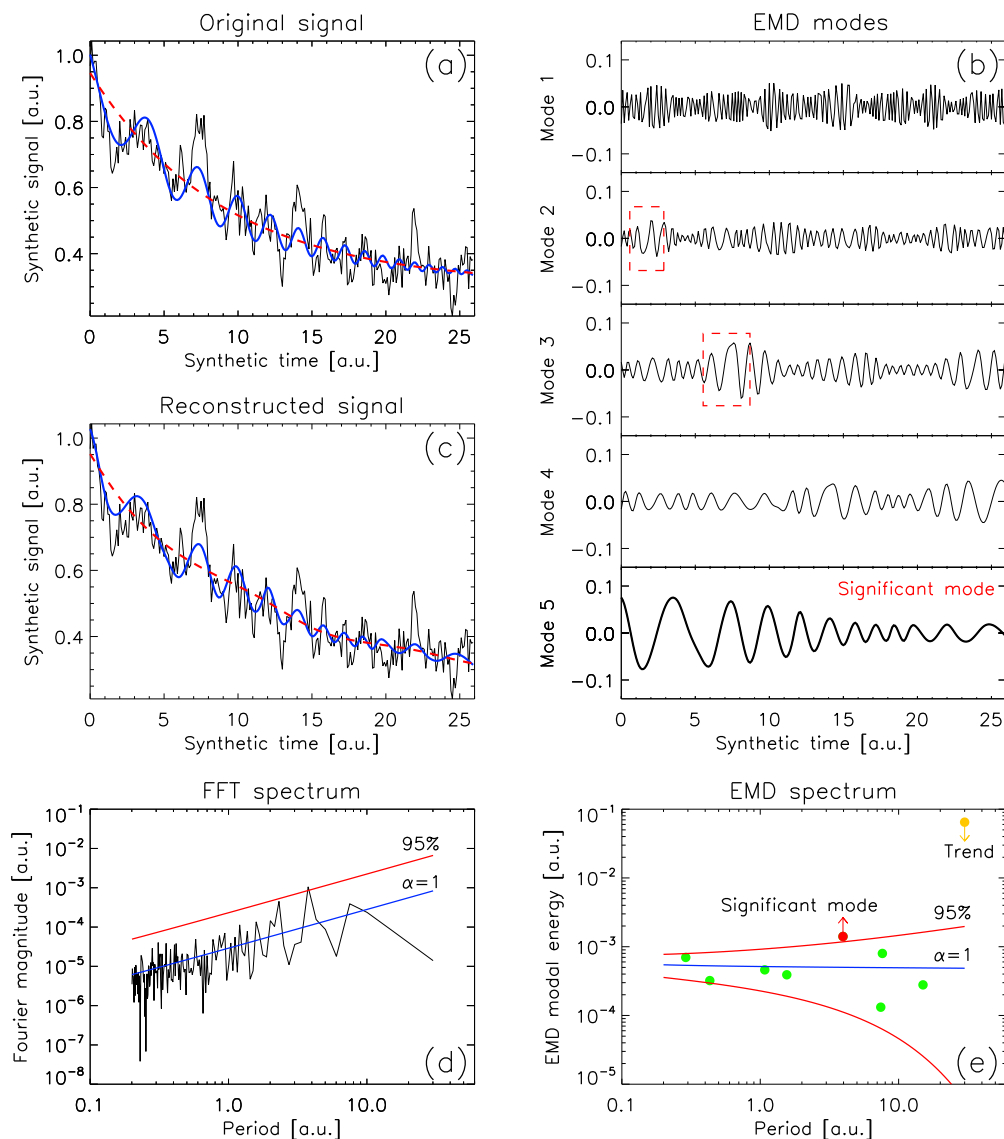 Original signal
(a)
Synthetic signal [a.u.]
1.0
0.8
0.6
0.4
0 5 10 15 20 25
Synthetic time [a.u.]
EMD modes
(b)
Mode 1
0.1
0.0
−0.1
Mode 2
0.1
0.0
−0.1
Mode 3
0.1
0.0
−0.1
Mode 4
0.1
0.0
−0.1
Mode 5
Significant mode
0.1
0.0
−0.1
0 5 10 15 20 25
Synthetic time [a.u.]
Reconstructed signal
(c)
Synthetic signal [a.u.]
1.0
0.8
0.6
0.4
0 5 10 15 20 25
Synthetic time [a.u.]
FFT spectrum
Fourier magnitude [a.u.]
10⁻¹
10⁻²
10⁻³
10⁻⁴
10⁻⁵
10⁻⁶
10⁻⁷
10⁻⁸
95%
α=1
(d)
0.1 1.0 10.0
Period [a.u.]
EMD spectrum
EMD modal energy [a.u.]
10⁻¹
10⁻²
10⁻³
10⁻⁴
10⁻⁵
Trend
Significant mode
95%
α=1
(e)
0.1 1.0 10.0
Period [a.u.]